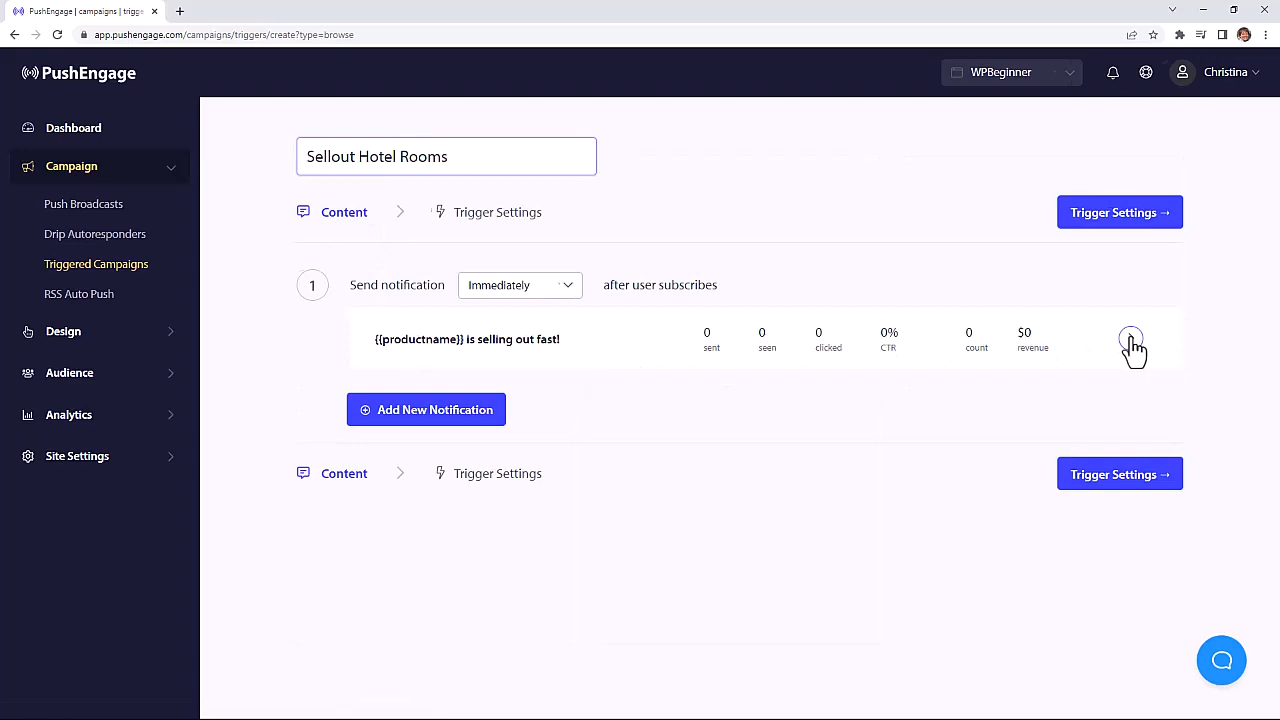 PushEngage | campaigns | trigge
app.pushengage.com/campaigns/triggers/create?type=browse
PushEngage
WPBeginner
Christina
Dashboard
Campaign
Push Broadcasts
Drip Autoresponders
Triggered Campaigns
RSS Auto Push
Design
Audience
Analytics
Site Settings
Sellout Hotel Rooms
Content
Trigger Settings
Trigger Settings →
1
Send notification
Immediately
after user subscribes
{{productname}} is selling out fast!
0 0 0 0% 0 $0
sent seen clicked CTR count revenue
Add New Notification
Content
Trigger Settings
Trigger Settings →